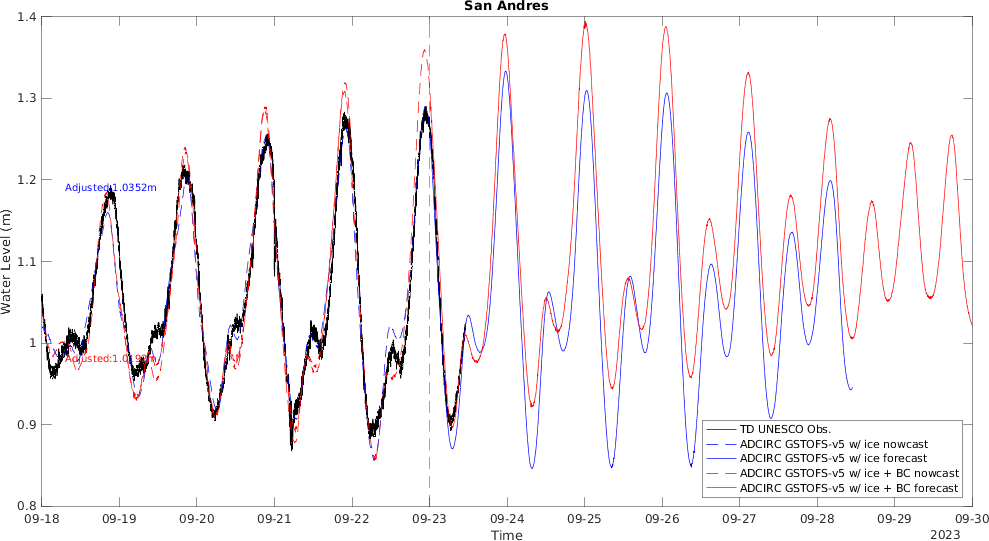 San Andres
Water Level (m)
1.4
1.3
1.2
1.1
1
0.9
0.8
Adjusted:1.0352m
TD UNESCO Obs.
ADCIRC GSTOFS-v5 w/ ice nowcast
ADCIRC GSTOFS-v5 w/ ice forecast
ADCIRC GSTOFS-v5 w/ ice + BC nowcast
ADCIRC GSTOFS-v5 w/ ice + BC forecast
09-18 09-19 09-20 09-21 09-22 09-23 09-24 09-25 09-26 09-27 09-28 09-29 09-30
Time
2023